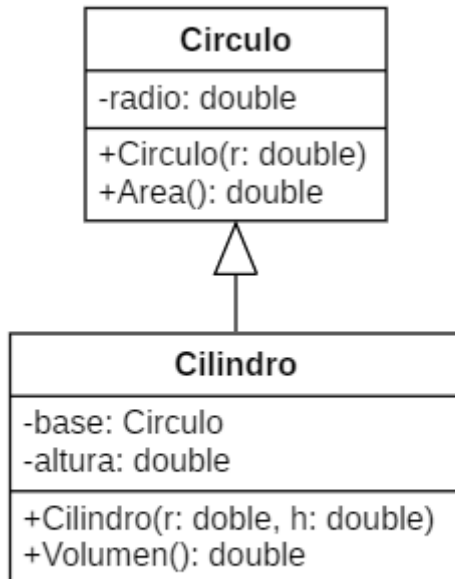 Circulo
-radio: double
+Circulo(r: double)
+Area(): double
Cilindro
-base: Circulo
-altura: double
+Cilindro(r: doble, h: double)
+Volumen(): double